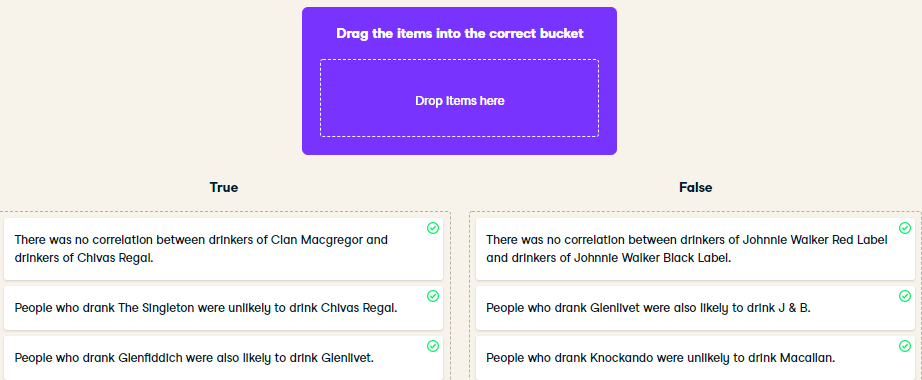 Drag the items into the correct bucket
Drop Items here
True
False
There was no correlation between drinkers of Clan Macgregor and
drinkers of Chivas Regal.
People who drank The Singleton were unlikely to drink Chivas Regal.
People who drank Glenfiddich were also likely to drink Glenlivet.
There was no correlation between drinkers of Johnnie Walker Red Label
and drinkers of Johnnie Walker Black Label.
People who drank Glenlivet were also likely to drink J & B.
People who drank Knockando were unlikely to drink Macallan.